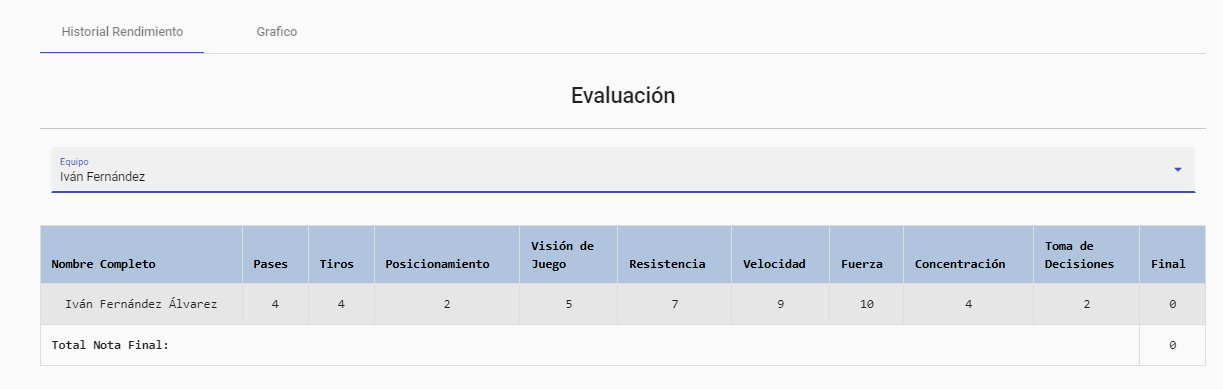 Historial Rendimiento Grafico
Evaluación
Equipo
Iván Fernández
Nombre Completo Pases Tiros Posicionamiento Visión de Juego Resistencia Velocidad Fuerza Concentración Toma de Decisiones Final
Iván Fernández Álvarez 4 4 2 5 7 9 10 4 2 0
Total Nota Final: 0